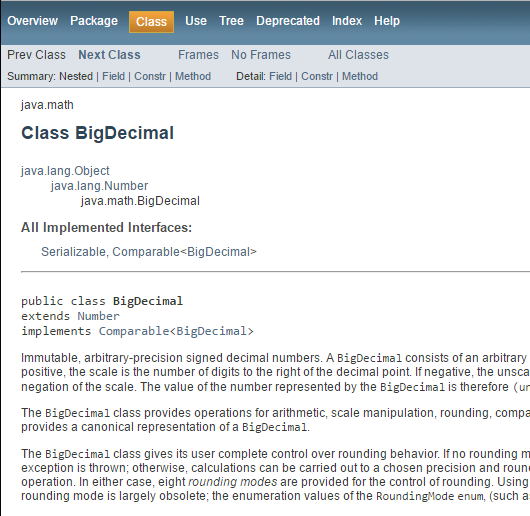 Overview Package Class Use Tree Deprecated Index Help
Prev Class Next Class Frames No Frames All Classes
Summary: Nested | Field | Constr | Method Detail: Field | Constr | Method
java.math
Class BigDecimal
java.lang.Object
java.lang.Number
java.math.BigDecimal
All Implemented Interfaces:
Serializable, Comparable<BigDecimal>
public class BigDecimal
extends Number
implements Comparable<BigDecimal>
Immutable, arbitrary-precision signed decimal numbers. A BigDecimal consists of an arbitrary
positive, the scale is the number of digits to the right of the decimal point. If negative, the unsca
negation of the scale. The value of the number represented by the BigDecimal is therefore (un
The BigDecimal class provides operations for arithmetic, scale manipulation, rounding, compa
provides a canonical representation of a BigDecimal.
The BigDecimal class gives its user complete control over rounding behavior. If no rounding m
exception is thrown; otherwise, calculations can be carried out to a chosen precision and roun
operation. In either case, eight rounding modes are provided for the control of rounding. Using
rounding mode is largely obsolete; the enumeration values of the RoundingMode enum, (such a